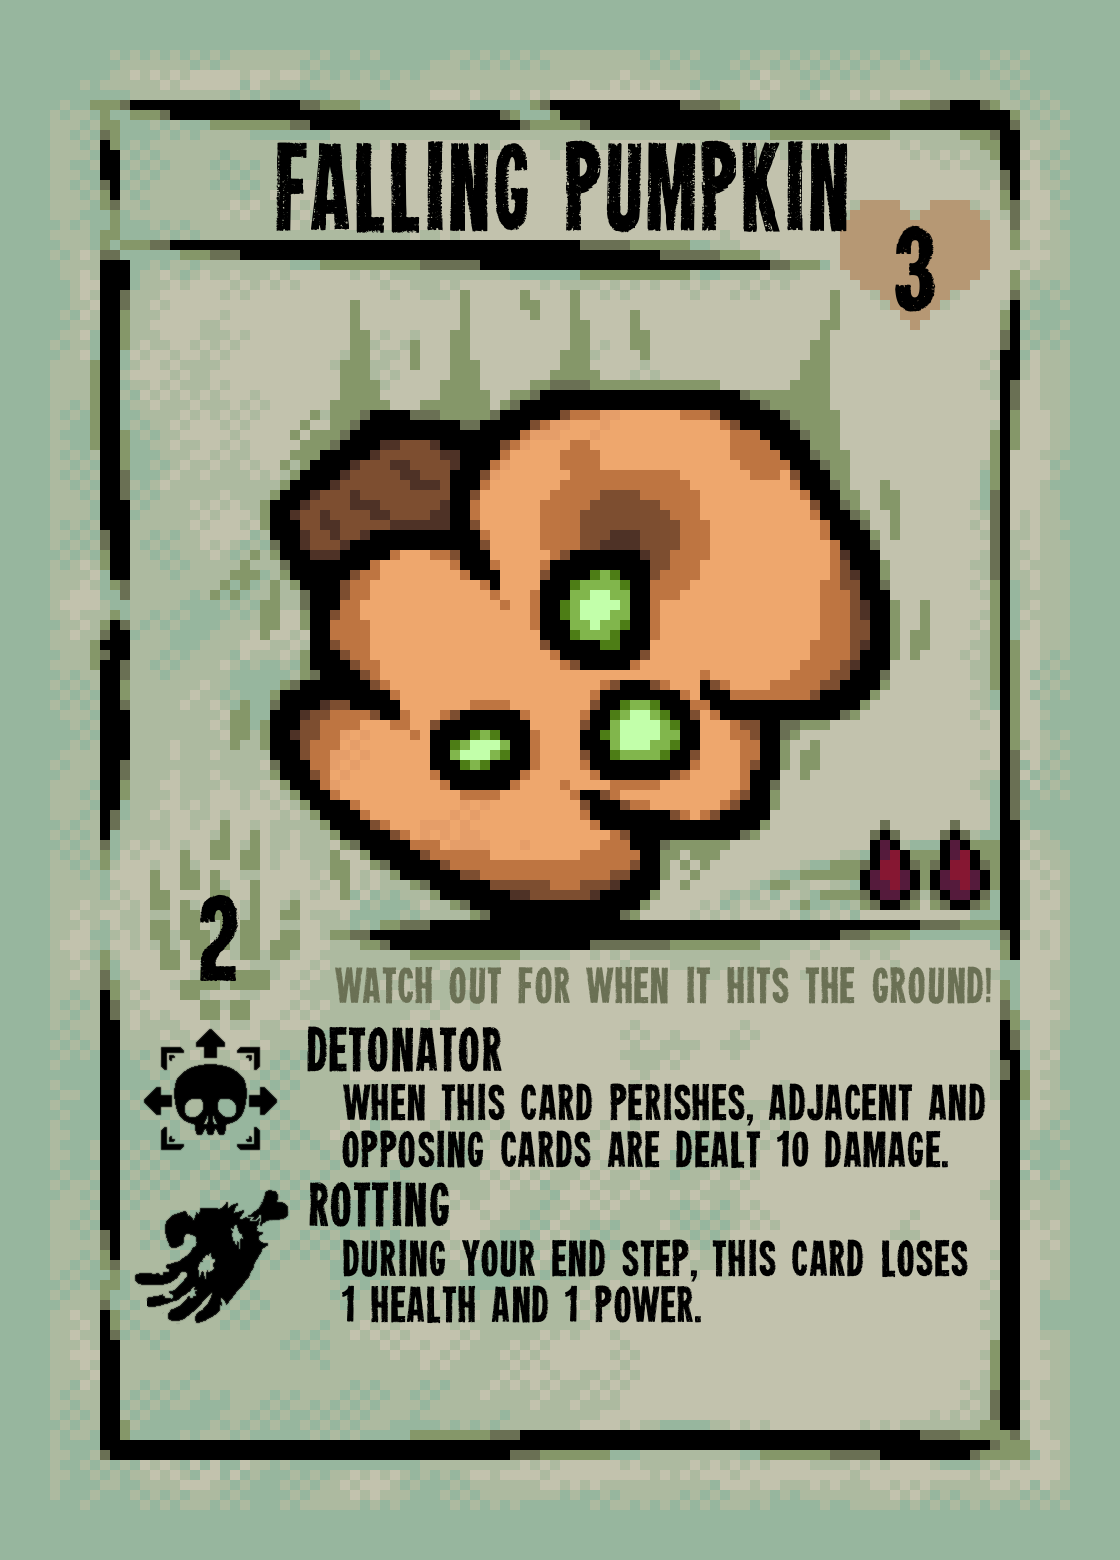 FALLING PUMPKIN
3
2
WATCH OUT FOR WHEN IT HITS THE GROUND!
DETONATOR
WHEN THIS CARD PERISHES, ADJACENT AND
OPPOSING CARDS ARE DEALT 10 DAMAGE.
ROTTING
DURING YOUR END STEP, THIS CARD LOSES
1 HEALTH AND 1 POWER.